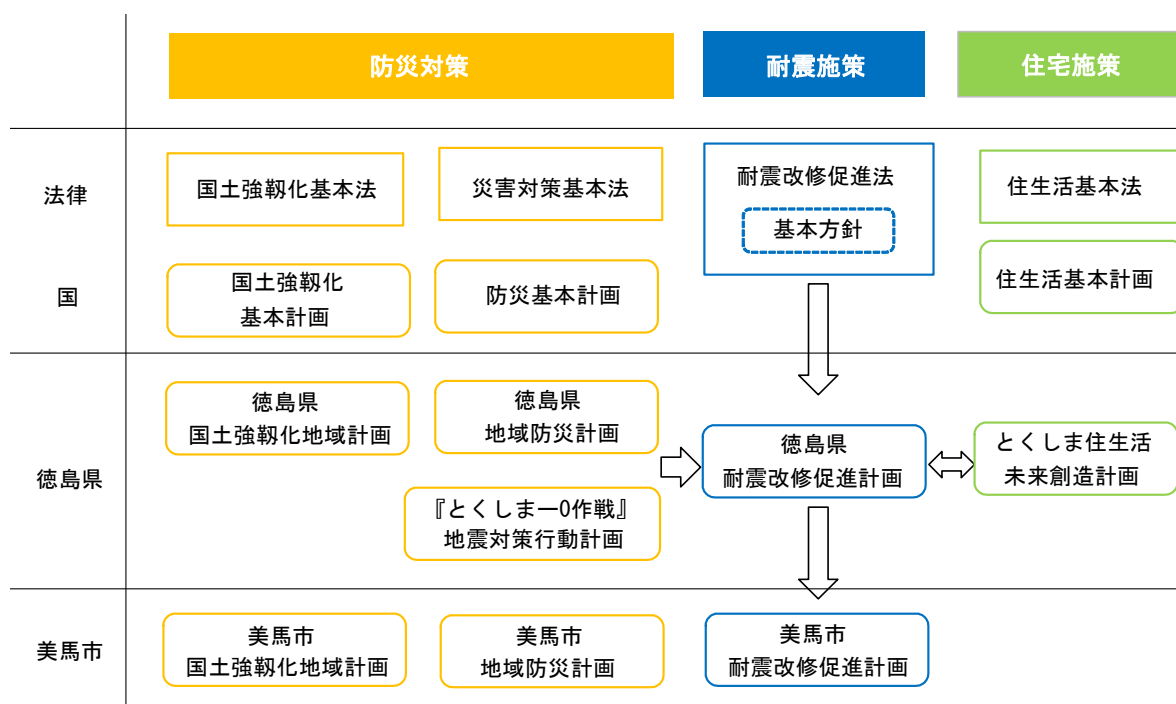 防災対策
耐震施策
住宅施策
法律
国土強靱化基本法
災害対策基本法
耐震改修促進法
基本方針
住生活基本法
国
国土強靱化
基本計画
防災基本計画
住生活基本計画
徳島県
徳島県
国土強靱化地域計画
徳島県
地域防災計画
『とくしまー0作戦』
地震対策行動計画
徳島県
耐震改修促進計画
とくしま住生活
未来創造計画
美馬市
美馬市
国土強靱化地域計画
美馬市
地域防災計画
美馬市
耐震改修促進計画